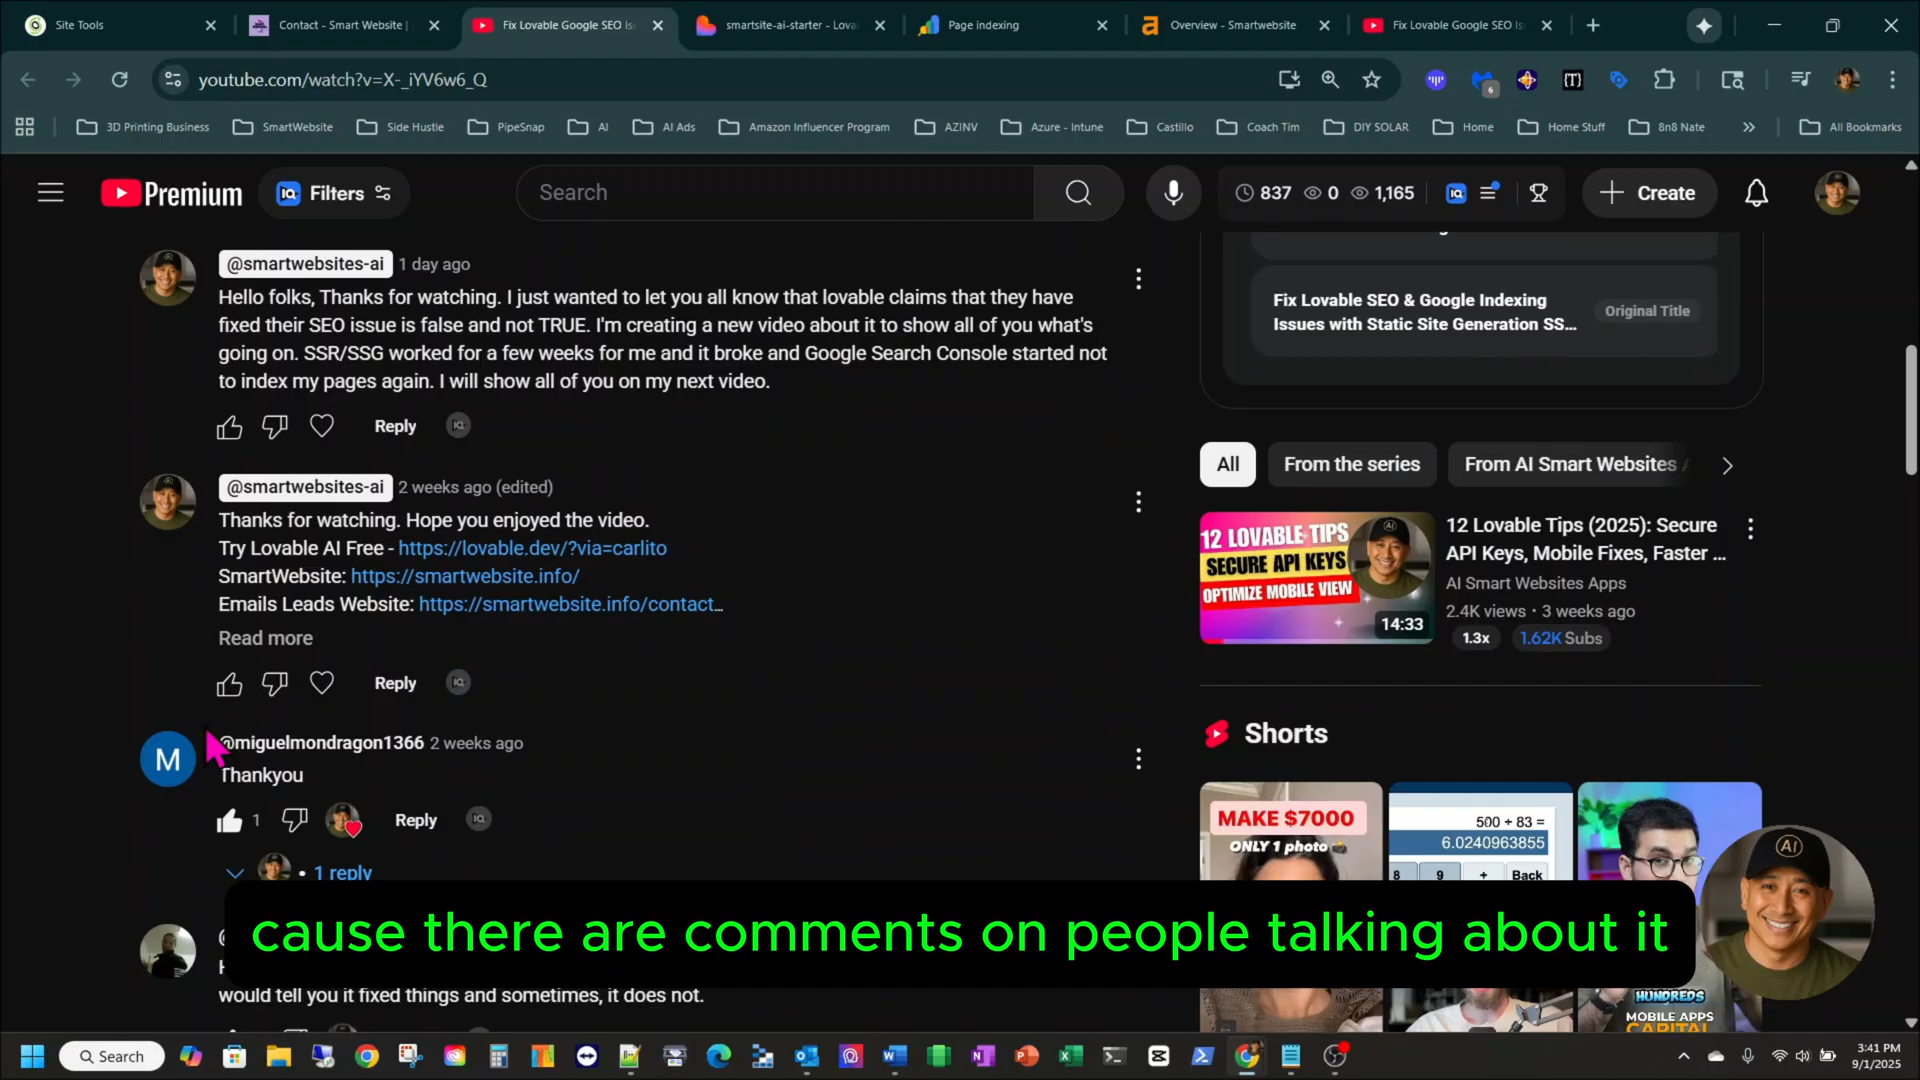 Site Tools
Contact - Smart Website |
Fix Lovable Google SEO Iss
smartsite-ai-starter - Lova
Page indexing
Overview - Smartwebsite
Fix Lovable Google SEO Is
youtube.com/watch?v=X-_iYV6w6_Q
6
3D Printing Business
SmartWebsite
Side Hustle
PipeSnap
AI
AI Ads
Amazon Influencer Program
AZINV
Azure - Intune
Castillo
Coach Tim
DIY SOLAR
Home
Home Stuff
8n8 Nate
All Bookmarks
Premium
Filters
Search
837
0
1,165
Create
@smartwebsites-ai 1 day ago
Hello folks, Thanks for watching. I just wanted to let you all know that lovable claims that they have
fixed their SEO issue is false and not TRUE. I'm creating a new video about it to show all of you what's
going on. SSR/SSG worked for a few weeks for me and it broke and Google Search Console started not
to index my pages again. I will show all of you on my next video.
Reply
@smartwebsites-ai 2 weeks ago (edited)
Thanks for watching. Hope you enjoyed the video.
Try Lovable AI Free - https://lovable.dev/?via=carlito
SmartWebsite: https://smartwebsite.info/
Emails Leads Website: https://smartwebsite.info/contact...
Read more
Reply
M
@miguelmondragon1366 2 weeks ago
Thankyou
1
Reply
• 1 reply
would tell you it fixed things and sometimes, it does not.
Fix Lovable SEO & Google Indexing
Issues with Static Site Generation SS...
Original Title
All
From the series
From AI Smart Websites
12 LOVABLE TIPS
SECURE API KEYS
OPTIMIZE MOBILE VIEW
14:33
12 Lovable Tips (2025): Secure
API Keys, Mobile Fixes, Faster ...
AI Smart Websites Apps
2.4K views • 3 weeks ago
1.3x
1.62K Subs
Shorts
MAKE $7000
ONLY 1 photo
500 + 83 =
6.0240963855
8
9
+
Back
AI
HUNDREDS
MOBILE APPS
CAPITAL
cause there are comments on people talking about it
Search
3:41 PM
9/1/2025